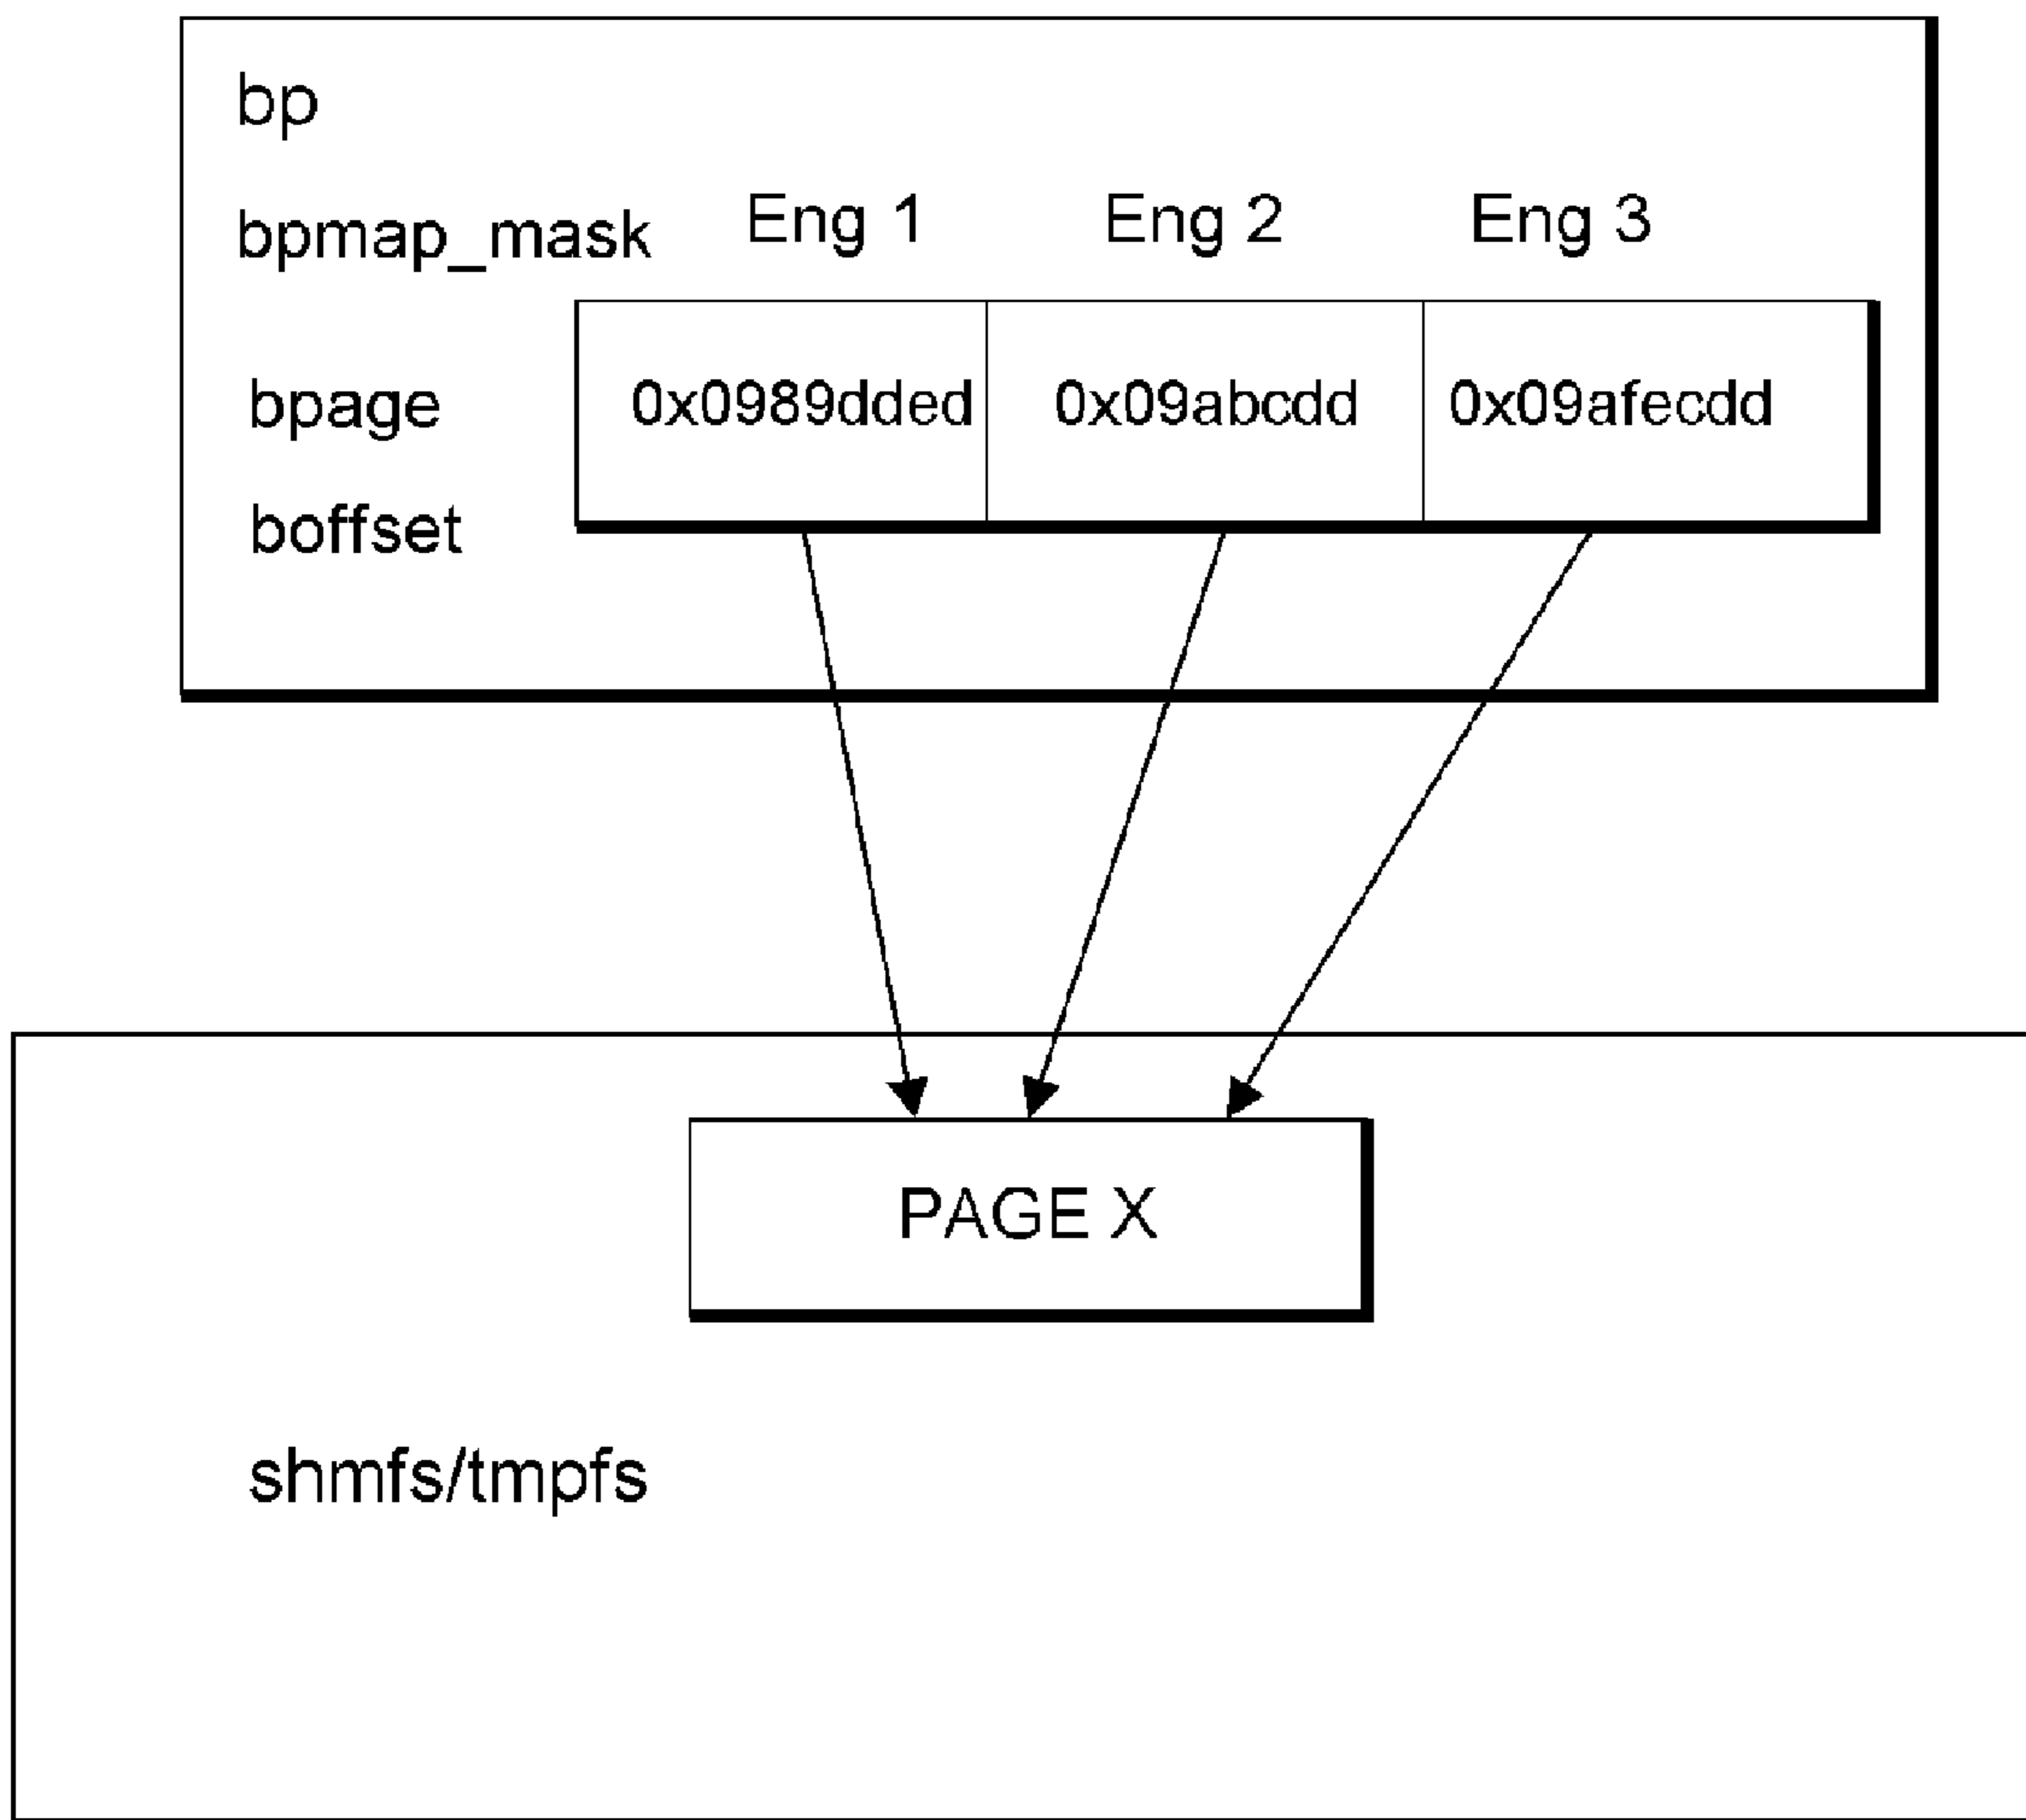 bp
bpmap_mask Eng 1 Eng 2 Eng 3
bpage 0x0989dded 0x09abcdd 0x09afecdd
boffset
PAGE X
shmfs/tmpfs